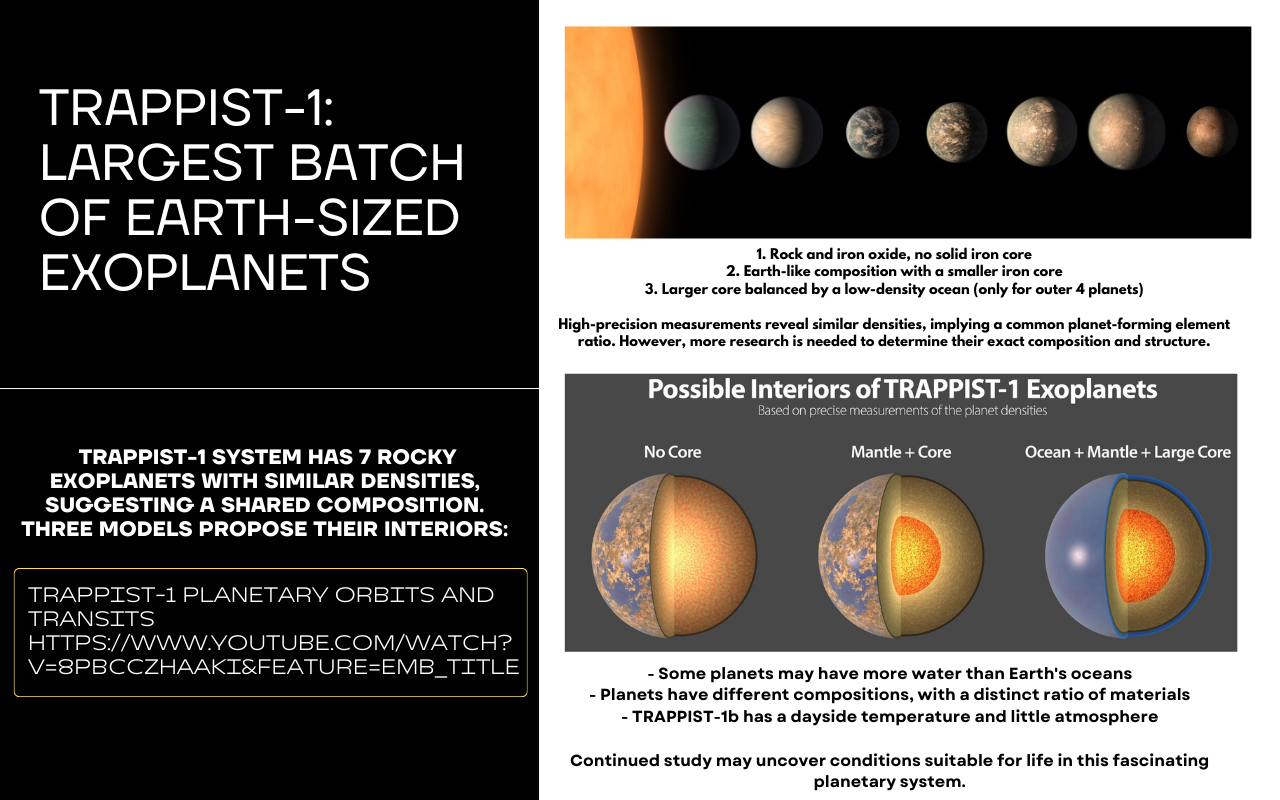 TRAPPIST-1:
LARGEST BATCH
OF EARTH-SIZED
EXOPLANETS
TRAPPIST-1 SYSTEM HAS 7 ROCKY
EXOPLANETS WITH SIMILAR DENSITIES,
SUGGESTING A SHARED COMPOSITION.
THREE MODELS PROPOSE THEIR INTERIORS:
TRAPPIST-1 PLANETARY ORBITS AND
TRANSITS
HTTPS://WWW.YOUTUBE.COM/WATCH?
V=8PBCCZHAAKI&FEATURE=EMB_TITLE
1. Rock and iron oxide, no solid iron core
2. Earth-like composition with a smaller iron core
3. Larger core balanced by a low-density ocean (only for outer 4 planets)
High-precision measurements reveal similar densities, implying a common planet-forming element
ratio. However, more research is needed to determine their exact composition and structure.
Possible Interiors of TRAPPIST-1 Exoplanets
Based on precise measurements of the planet densities
No Core
Mantle + Core
Ocean + Mantle + Large Core
- Some planets may have more water than Earth's oceans
- Planets have different compositions, with a distinct ratio of materials
- TRAPPIST-1b has a dayside temperature and little atmosphere
Continued study may uncover conditions suitable for life in this fascinating
planetary system.